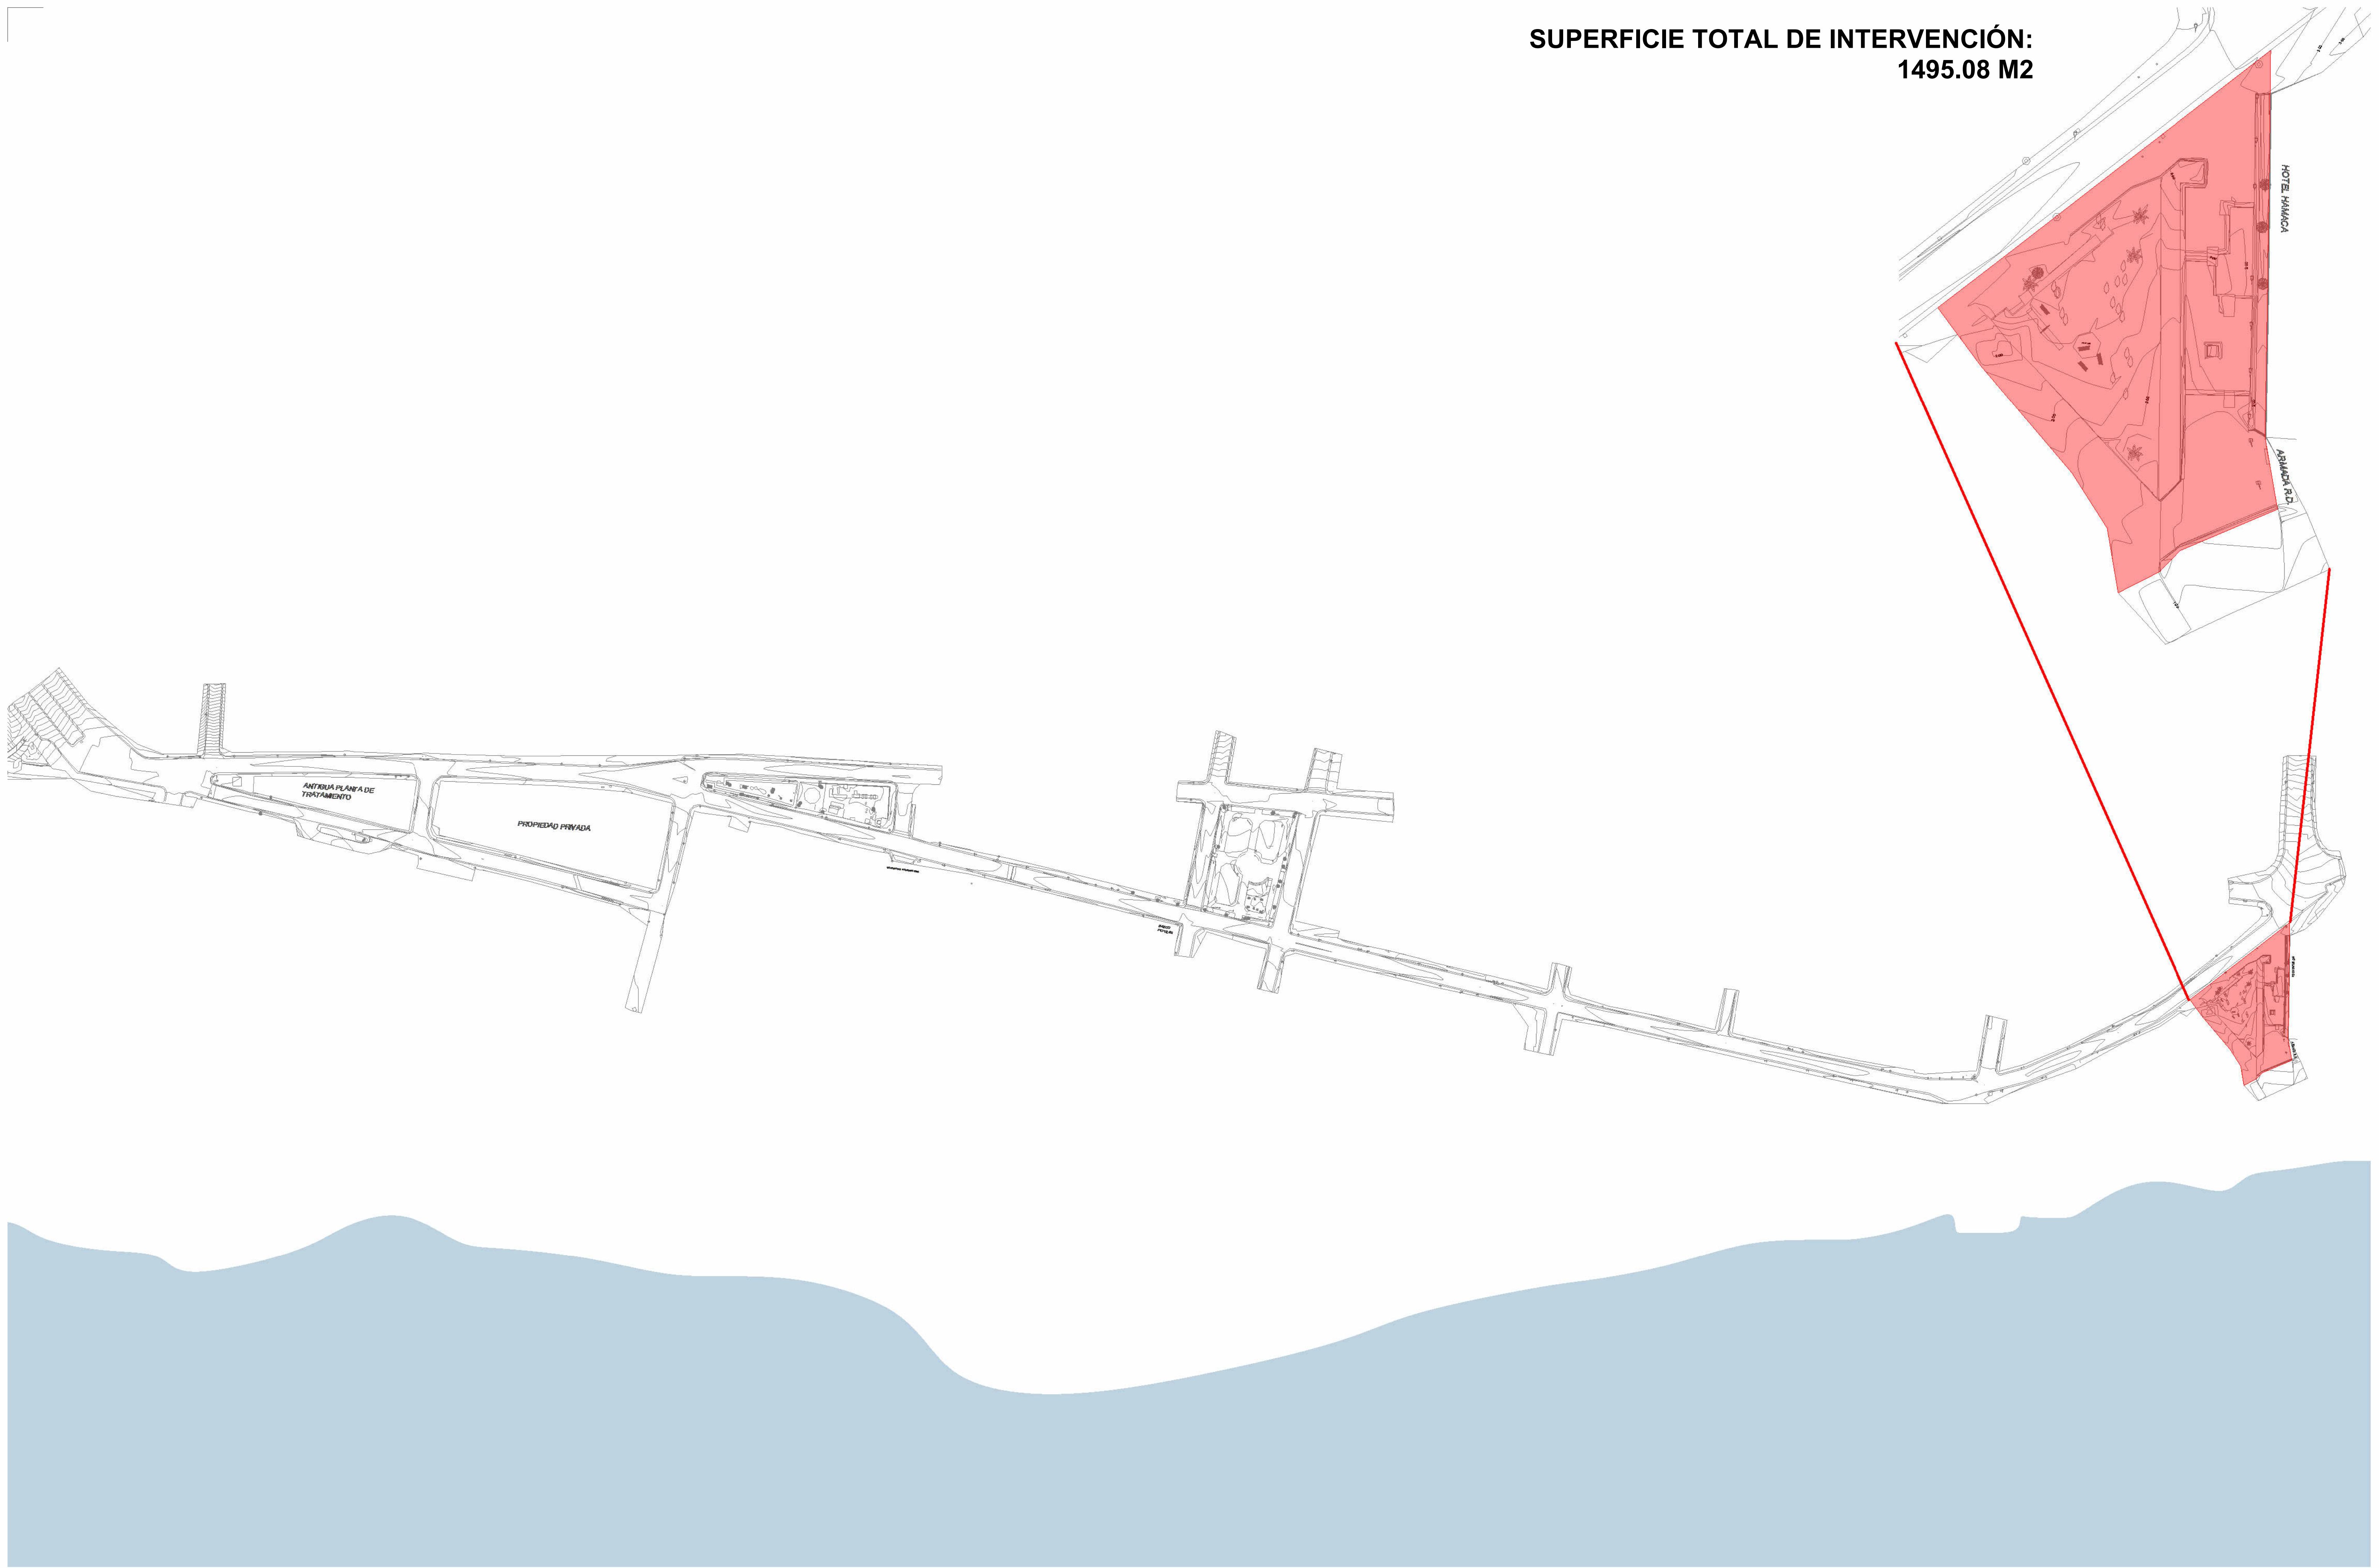 SUPERFICIE TOTAL DE INTERVENCIÓN:
1495.08 M2
HOTEL HAMACA
ARMADA R.D.
ANTIGUA PLANTA DE
TRATAMIENTO
PROPIEDAD PRIVADA